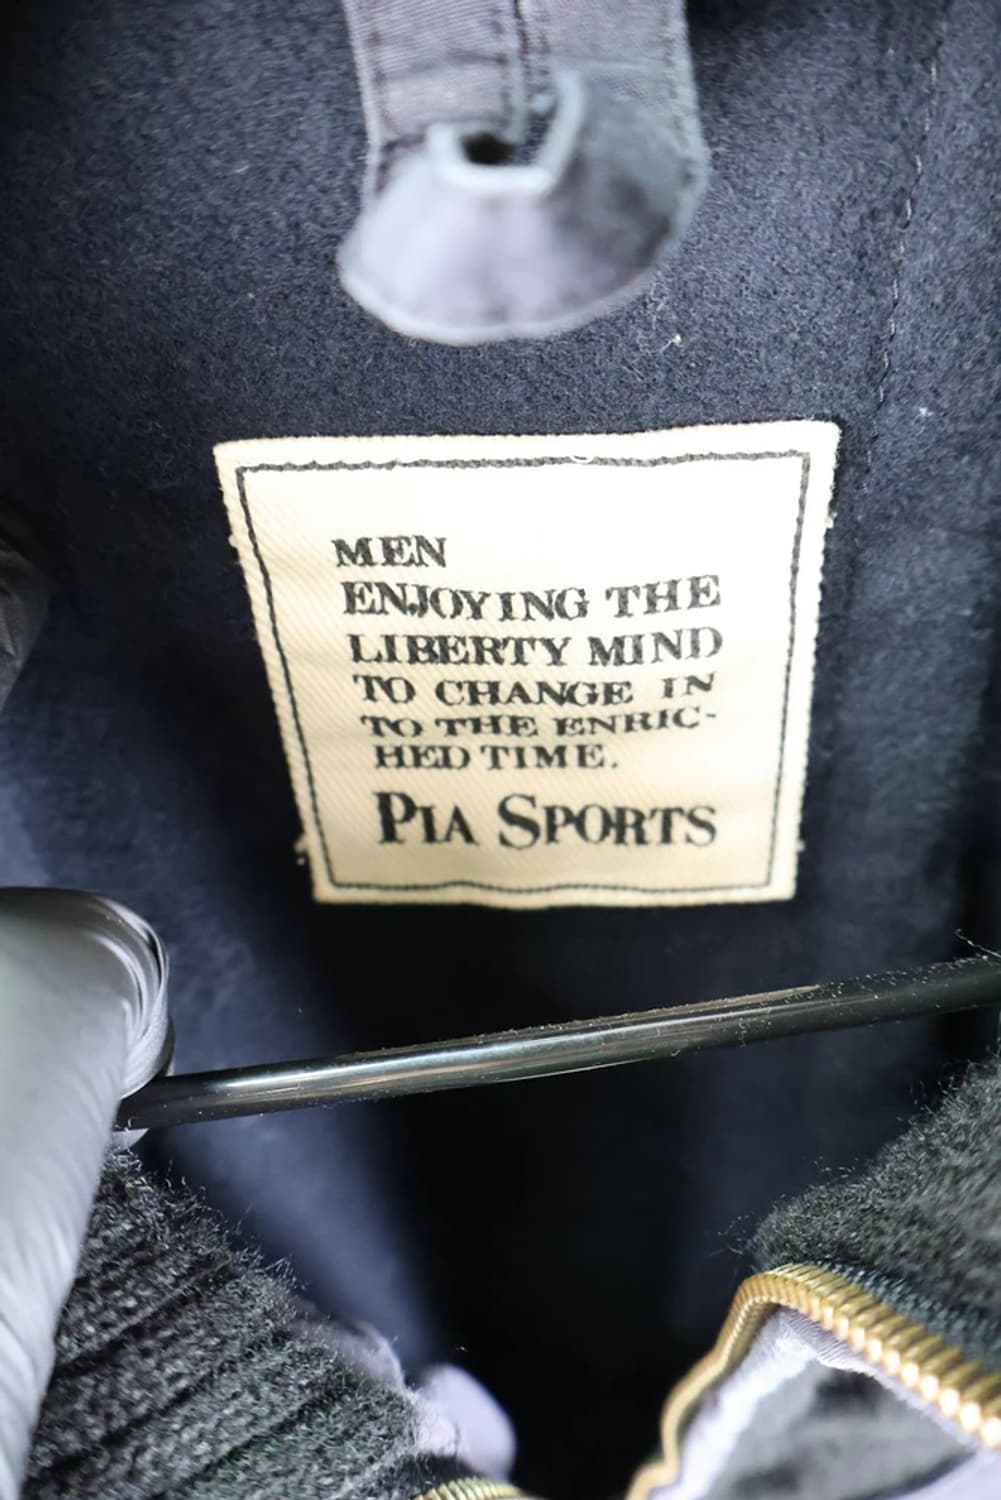 MEN
ENJOYING THE
LIBERTY MIND
TO CHANGE IN
TO THE ENRIC-
HED TIME.
PIA SPORTS